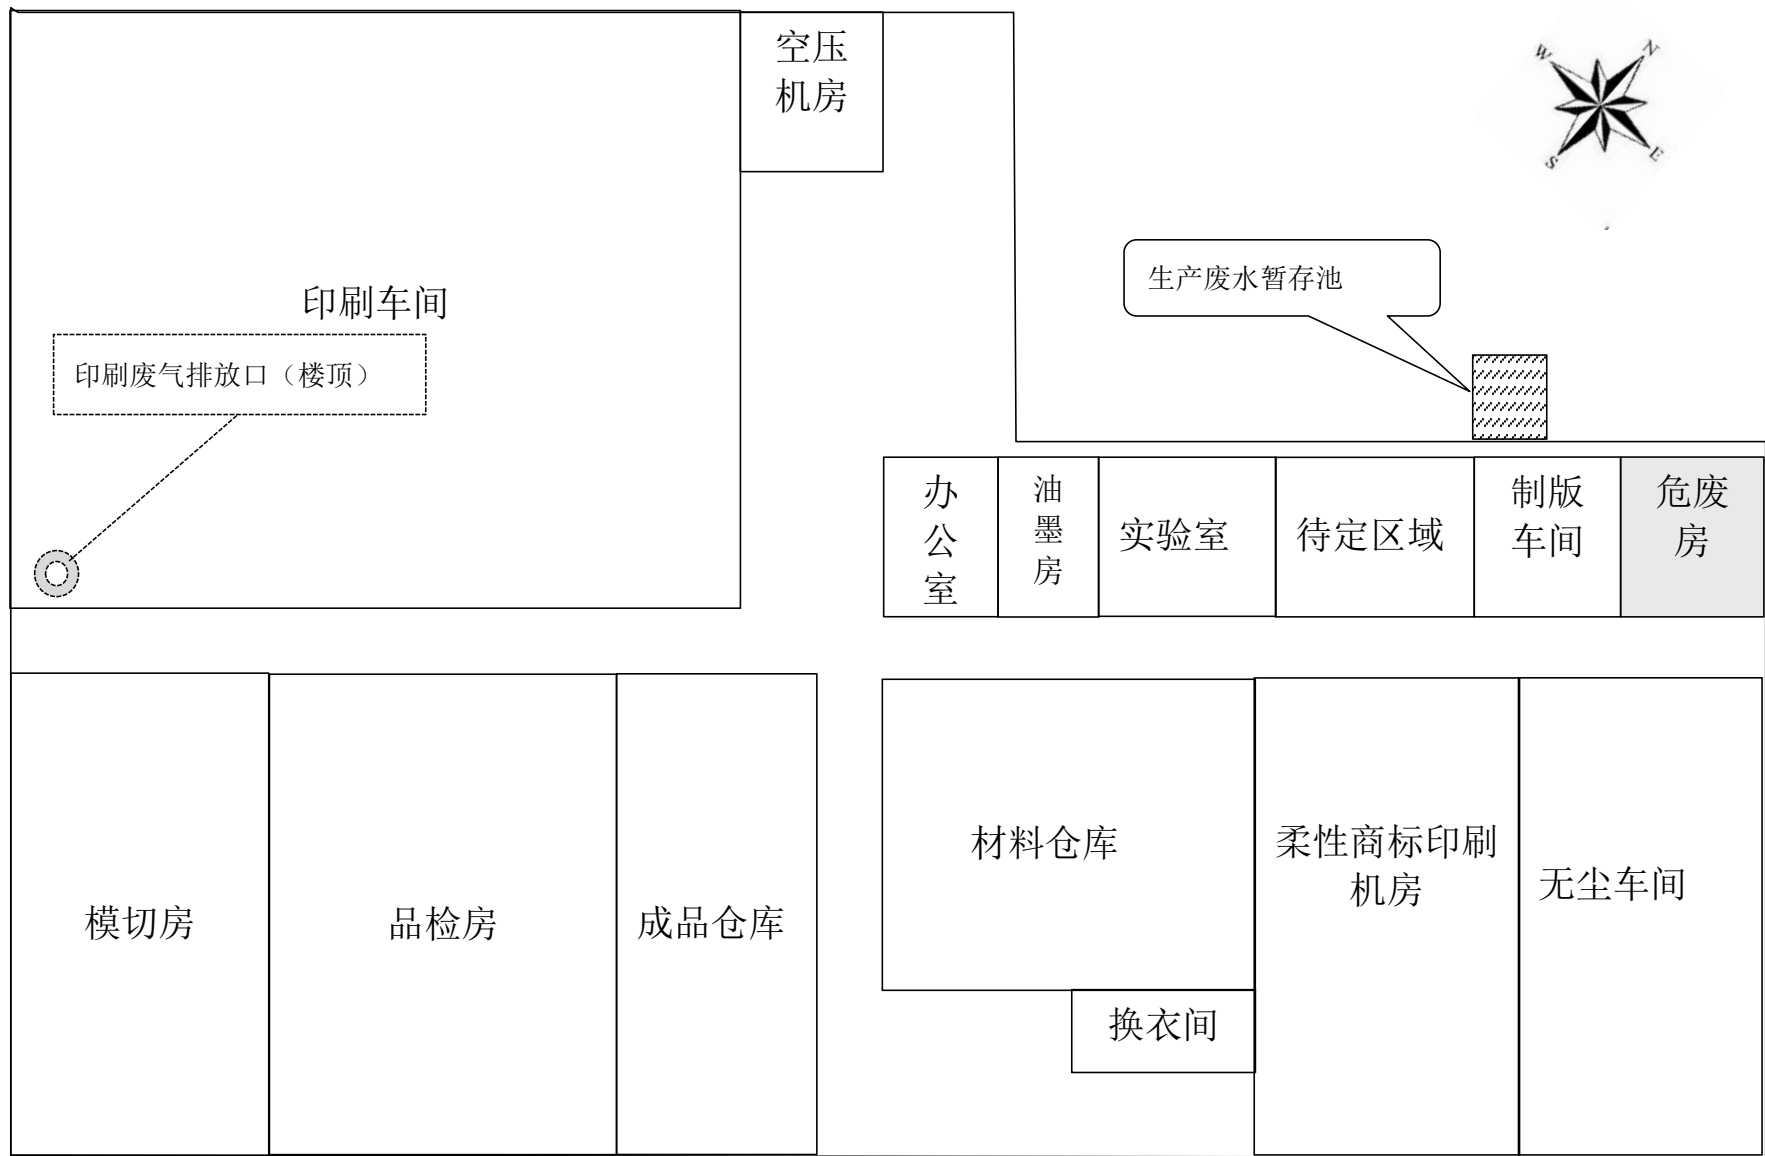 空压
机房
W
N
S
E
印刷车间
印刷废气排放口（楼顶）
生产废水暂存池
办
公
室
油
墨
房
实验室
待定区域
制版
车间
危废
房
模切房
品检房
成品仓库
材料仓库
换衣间
柔性商标印刷
机房
无尘车间